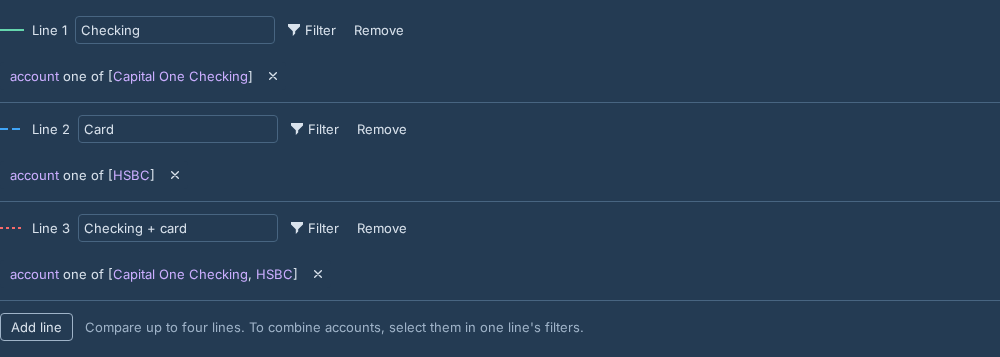 Line 1 Checking Filter Remove
account one of [Capital One Checking] ×
Line 2 Card Filter Remove
account one of [HSBC] ×
Line 3 Checking + card Filter Remove
account one of [Capital One Checking, HSBC] ×
Add line Compare up to four lines. To combine accounts, select them in one line's filters.